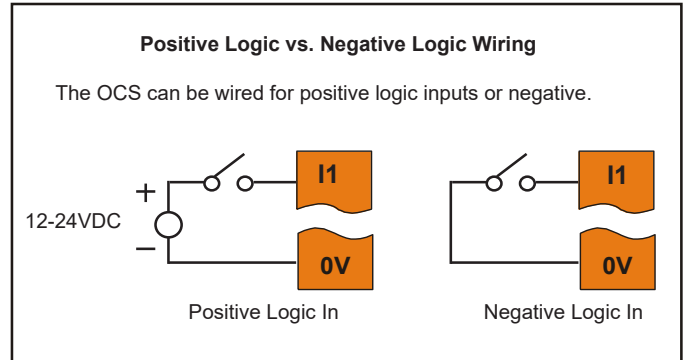 Positive Logic vs. Negative Logic Wiring
The OCS can be wired for positive logic inputs or negative.
I1
I1
+
12-24VDC
–
0V
0V
Positive Logic In
Negative Logic In